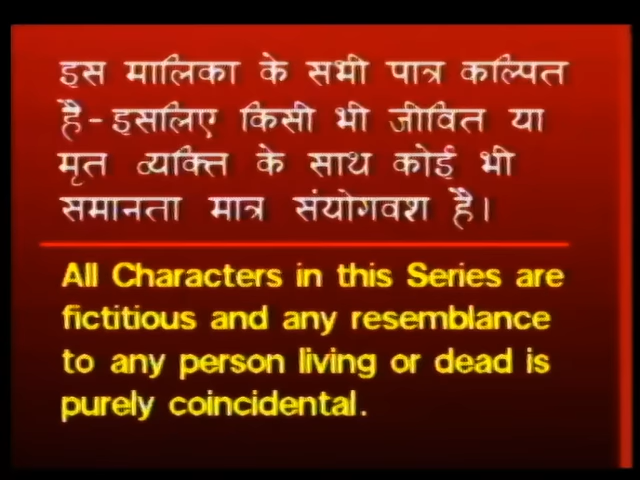 इस मालिका के सभी पात्र कल्पित
है-इसलिए किसी भी जीवित या
मृत व्यक्ति के साथ कोई भी
समानता मात्र संयोगवश है।
All Characters in this Series are
fictitious and any resemblance
to any person living or dead is
purely coincidental.